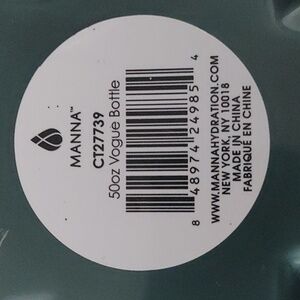 MANNA™
CT27739
50oz Vogue Bottle
8 48974 24985 4
WWW.MANNAHYDRATION.COM
NEW YORK, NY 10018
MADE IN CHINA
FABRIQUÉ EN CHINE